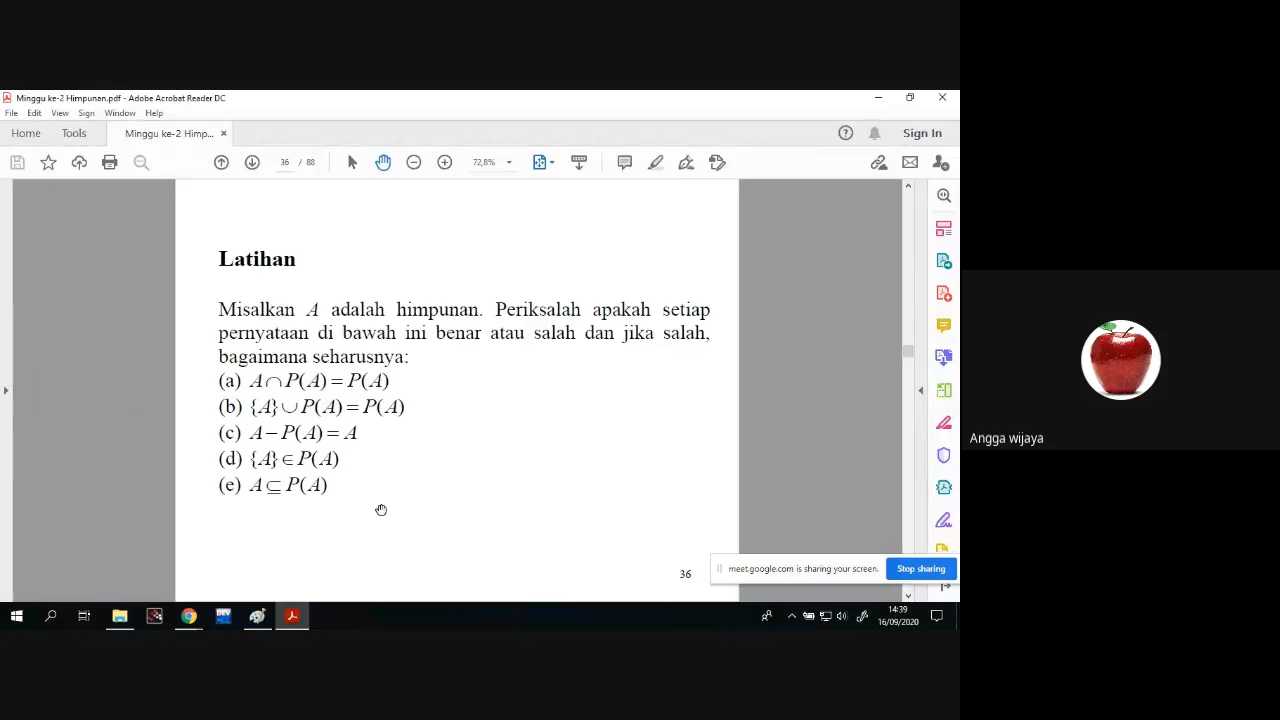 Minggu ke-2 Himpunan.pdf - Adobe Acrobat Reader DC
File Edit View Sign Window Help
Home Tools Minggu ke-2 Himp... × Sign In
36 / 88 72,8%
Latihan
Misalkan A adalah himpunan. Periksalah apakah setiap
pernyataan di bawah ini benar atau salah dan jika salah,
bagaimana seharusnya:
(a) A ∩ P(A) = P(A)
(b) {A} ∪ P(A) = P(A)
(c) A − P(A) = A
(d) {A} ∈ P(A)
(e) A ⊆ P(A)
36
meet.google.com is sharing your screen. Stop sharing
Angga wijaya
DEV
14:39
16/09/2020